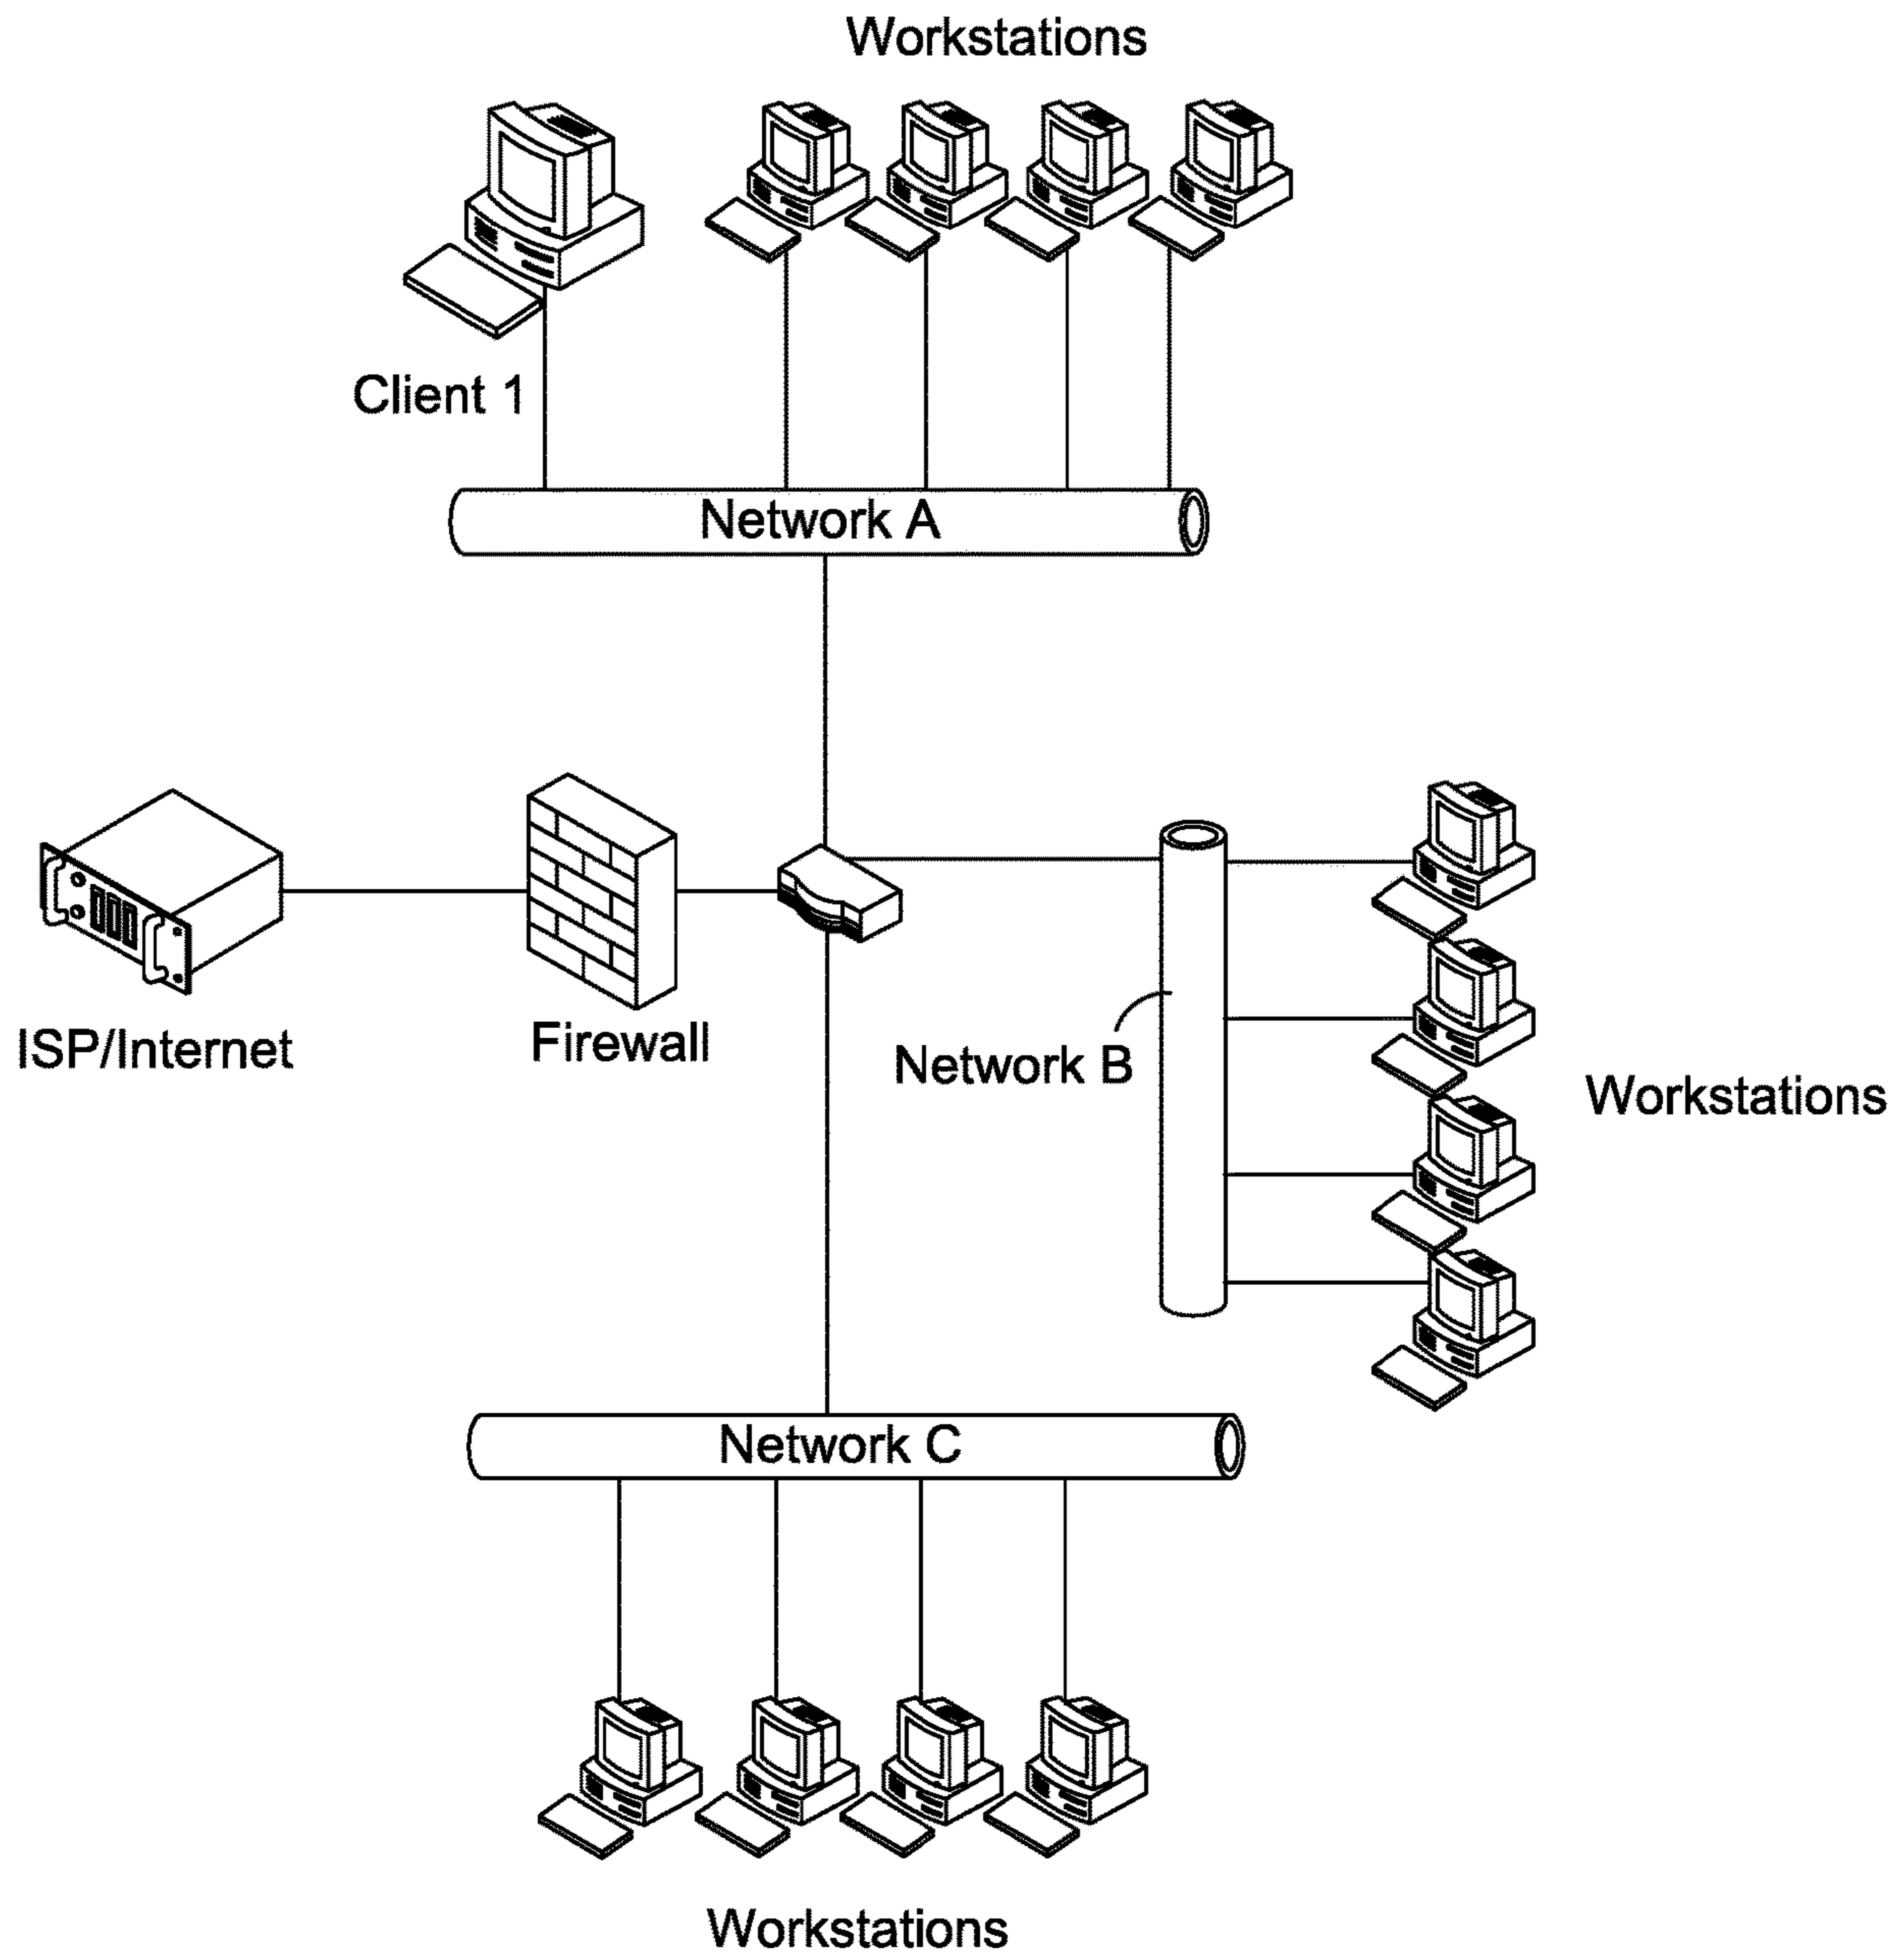 Workstations
Client 1
Network A
ISP/Internet
Firewall
Network B
Workstations
Network C
Workstations